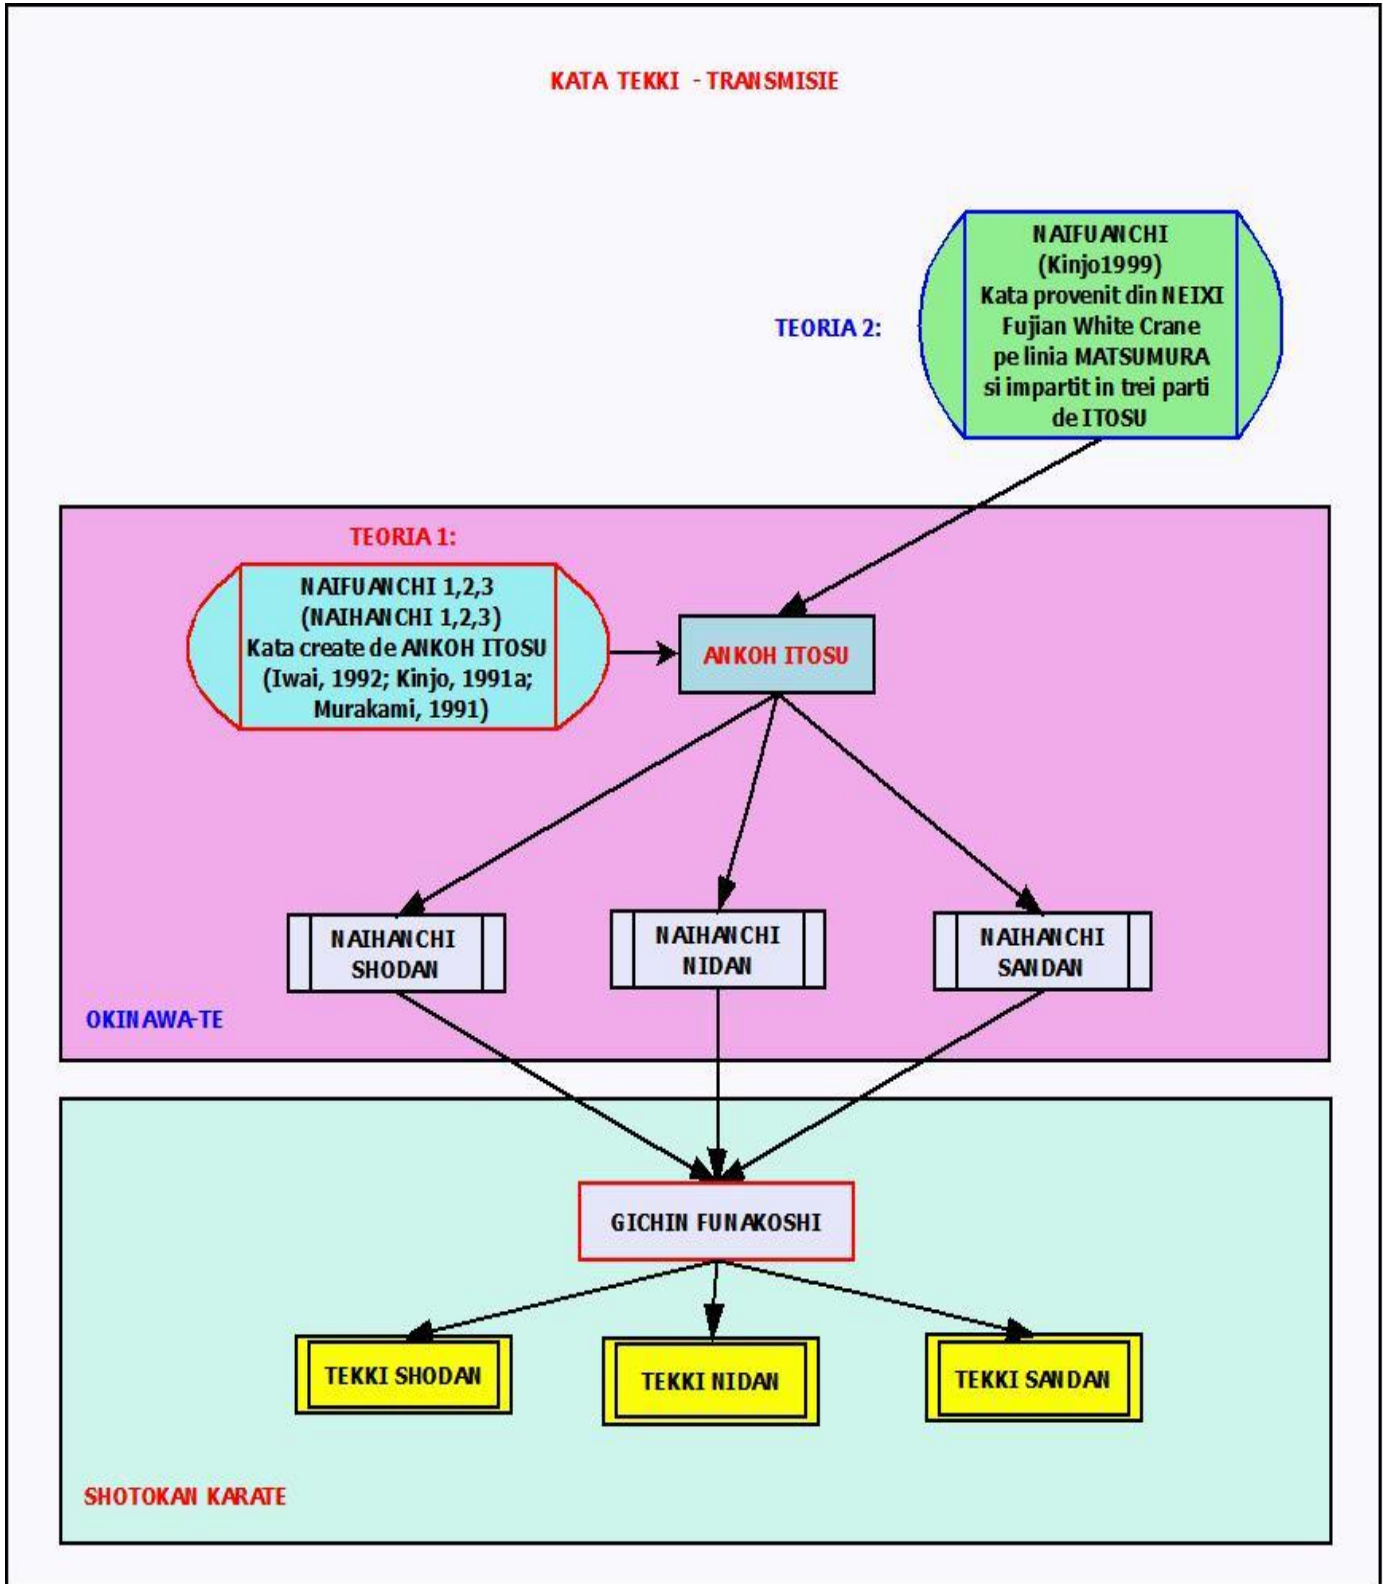 KATA TEKKI - TRANSMISIE
NAIFUANCHI
(Kinjo1999)
Kata provenit din NEIXI
Fujian White Crane
pe linia MATSUMURA
si impartit in trei parti
de ITOSU
TEORIA 2:
TEORIA 1:
NAIFUANCHI 1,2,3
(NAIHANCHI 1,2,3)
Kata create de ANKOH ITOSU
(Iwai, 1992; Kinjo, 1991a;
Murakami, 1991)
ANKOH ITOSU
NAIHANCHI
SHODAN
NAIHANCHI
NIDAN
NAIHANCHI
SANDAN
OKINAWA-TE
GICHIN FUNAKOSHI
TEKKI SHODAN
TEKKI NIDAN
TEKKI SANDAN
SHOTOKAN KARATE